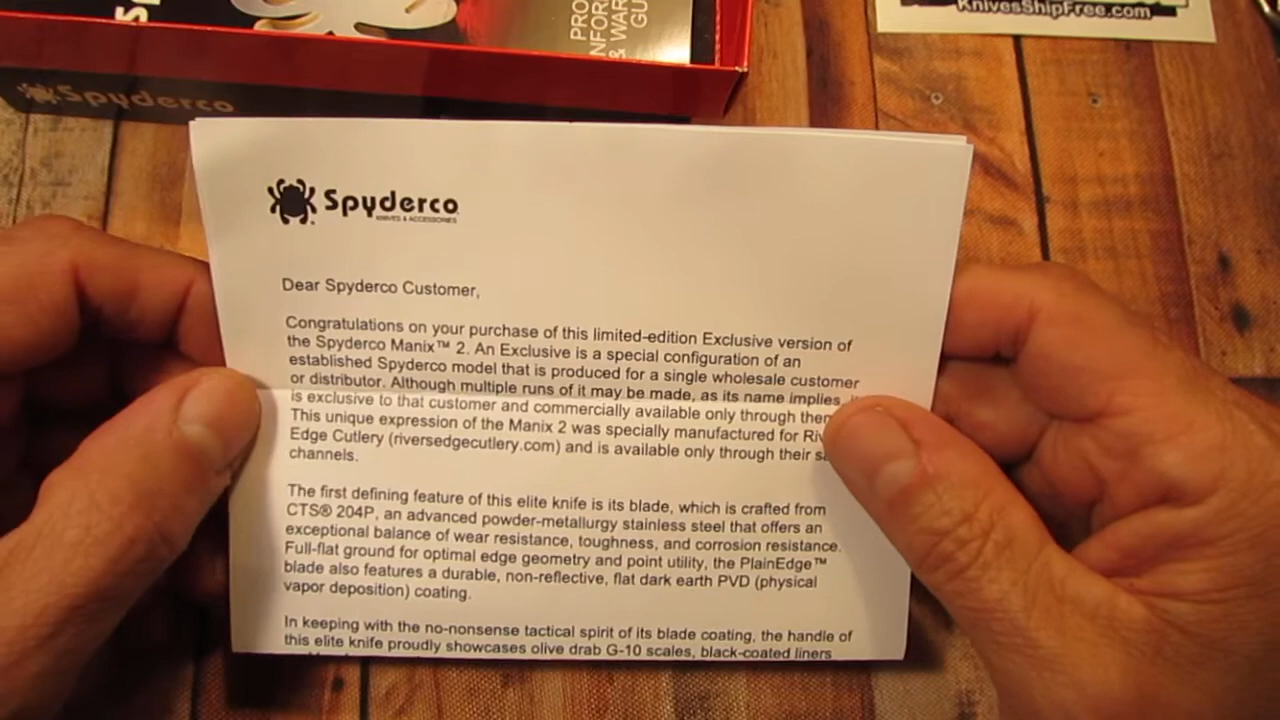 PRO
NFOR
& WAR
GU
KnivesShipFree.com
Spyderco
Spyderco
KNIVES & ACCESSORIES
Dear Spyderco Customer,
Congratulations on your purchase of this limited-edition Exclusive version of
the Spyderco Manix™ 2. An Exclusive is a special configuration of an
established Spyderco model that is produced for a single wholesale customer
or distributor. Although multiple runs of it may be made, as its name implies,
is exclusive to that customer and commercially available only through
This unique expression of the Manix 2 was specially manufactured for
Edge Cutlery (riversedgecutlery.com) and is available only through their
channels.
The first defining feature of this elite knife is its blade, which is crafted from
CTS® 204P, an advanced powder-metallurgy stainless steel that offers an
exceptional balance of wear resistance, toughness, and corrosion resistance.
Full-flat ground for optimal edge geometry and point utility, the PlainEdge™
blade also features a durable, non-reflective, flat dark earth PVD (physical
vapor deposition) coating.
In keeping with the no-nonsense tactical spirit of its blade coating, the handle of
this elite knife proudly showcases olive drab G-10 scales, black-coated liners